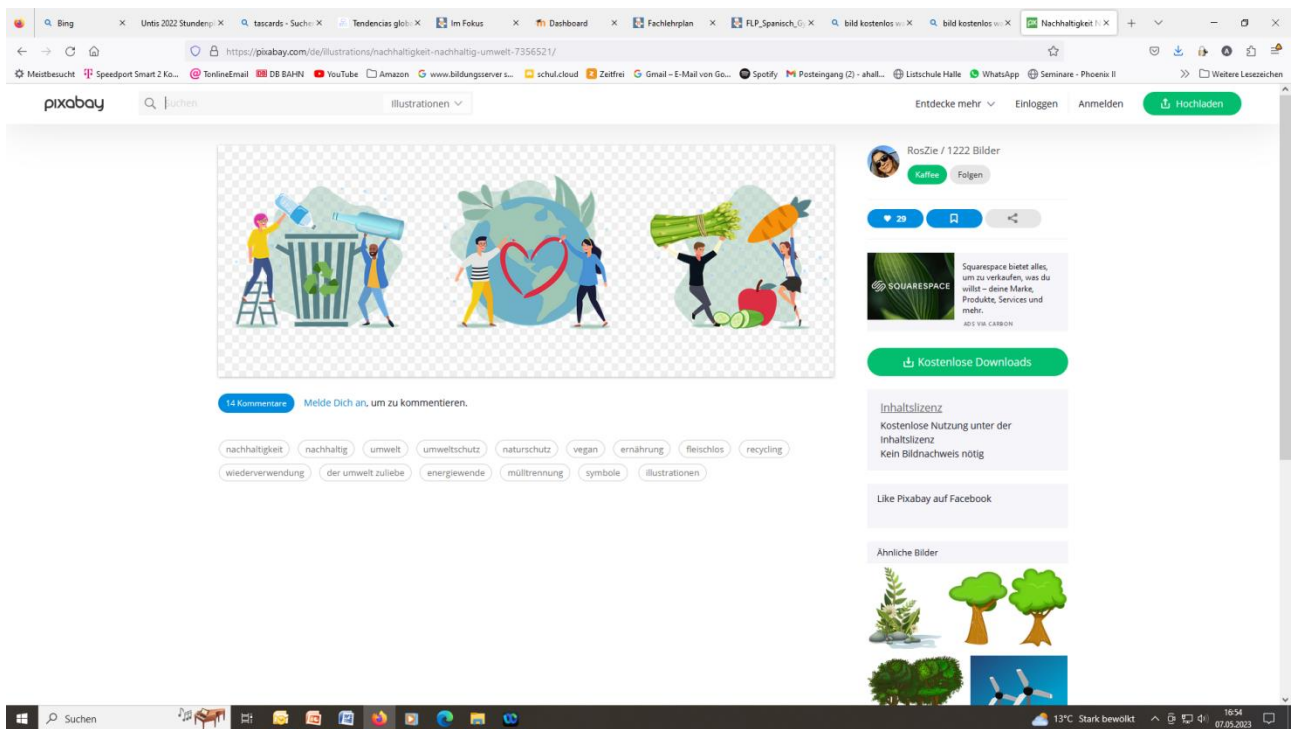 Bing
Untis 2022 Stundenpl
tascards - Suche
Tendencias glob
Im Fokus
Dashboard
Fachlehrplan
FLP_Spanisch_Gy
bild kostenlos w
bild kostenlos w
Nachhaltigkeit N
https://pixabay.com/de/illustrations/nachhaltigkeit-nachhaltig-umwelt-7356521/
Meistbesucht Speedport Smart 2 Ko... TonlineEmail DB BAHN YouTube Amazon www.bildungsserver s... schul.cloud Zeitfrei Gmail – E-Mail von Go... Spotify Posteingang (2) - ahall... Listschule Halle WhatsApp Seminare - Phoenix II Weitere Lesezeichen
pixabay suchen Illustrationen Entdecke mehr Einloggen Anmelden Hochladen
RosZie / 1222 Bilder
Kaffee Folgen
29
SQUARESPACE
Squarespace bietet alles,
um zu verkaufen, was du
willst – deine Marke,
Produkte, Services und
mehr.
ADS VIA CARBON
Kostenlose Downloads
14 Kommentare Melde Dich an, um zu kommentieren.
nachhaltigkeit nachhaltig umwelt umweltschutz naturschutz vegan ernährung fleischlos recycling
wiederverwendung der umwelt zuliebe energiewende mülltrennung symbole illustrationen
Inhaltslizenz
Kostenlose Nutzung unter der
Inhaltslizenz
Kein Bildnachweis nötig
Like Pixabay auf Facebook
Ähnliche Bilder
Suchen
13°C Stark bewölkt
16:54
07.05.2023